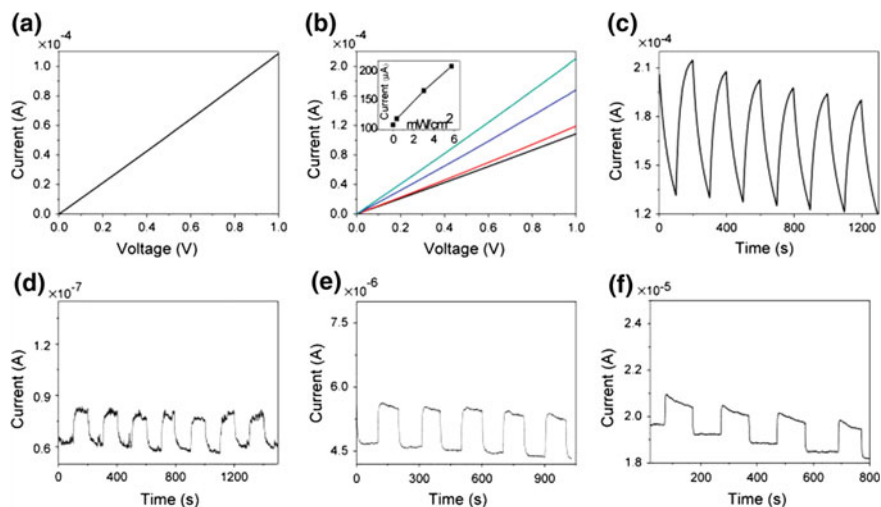 (a)
×10⁻⁴
Current (A)
1.0
0.8
0.6
0.4
0.2
0.0
0.0 0.2 0.4 0.6 0.8 1.0
Voltage (V)
(b)
×10⁻⁴
Current (A)
2.0
1.6
1.2
0.8
0.4
0.0
0.0 0.2 0.4 0.6 0.8 1.0
Voltage (V)
Current (µA)
200
150
100
mW/cm²
0 2 4 6
(c)
×10⁻⁴
Current (A)
2.1
1.8
1.5
1.2
0 400 800 1200
Time (s)
(d)
×10⁻⁷
Current (A)
1.2
0.9
0.6
0 400 800 1200
Time (s)
(e)
×10⁻⁶
Current (A)
7.5
6.0
4.5
0 300 600 900
Time (s)
(f)
×10⁻⁵
Current (A)
2.4
2.2
2.0
1.8
200 400 600 800
Time (s)